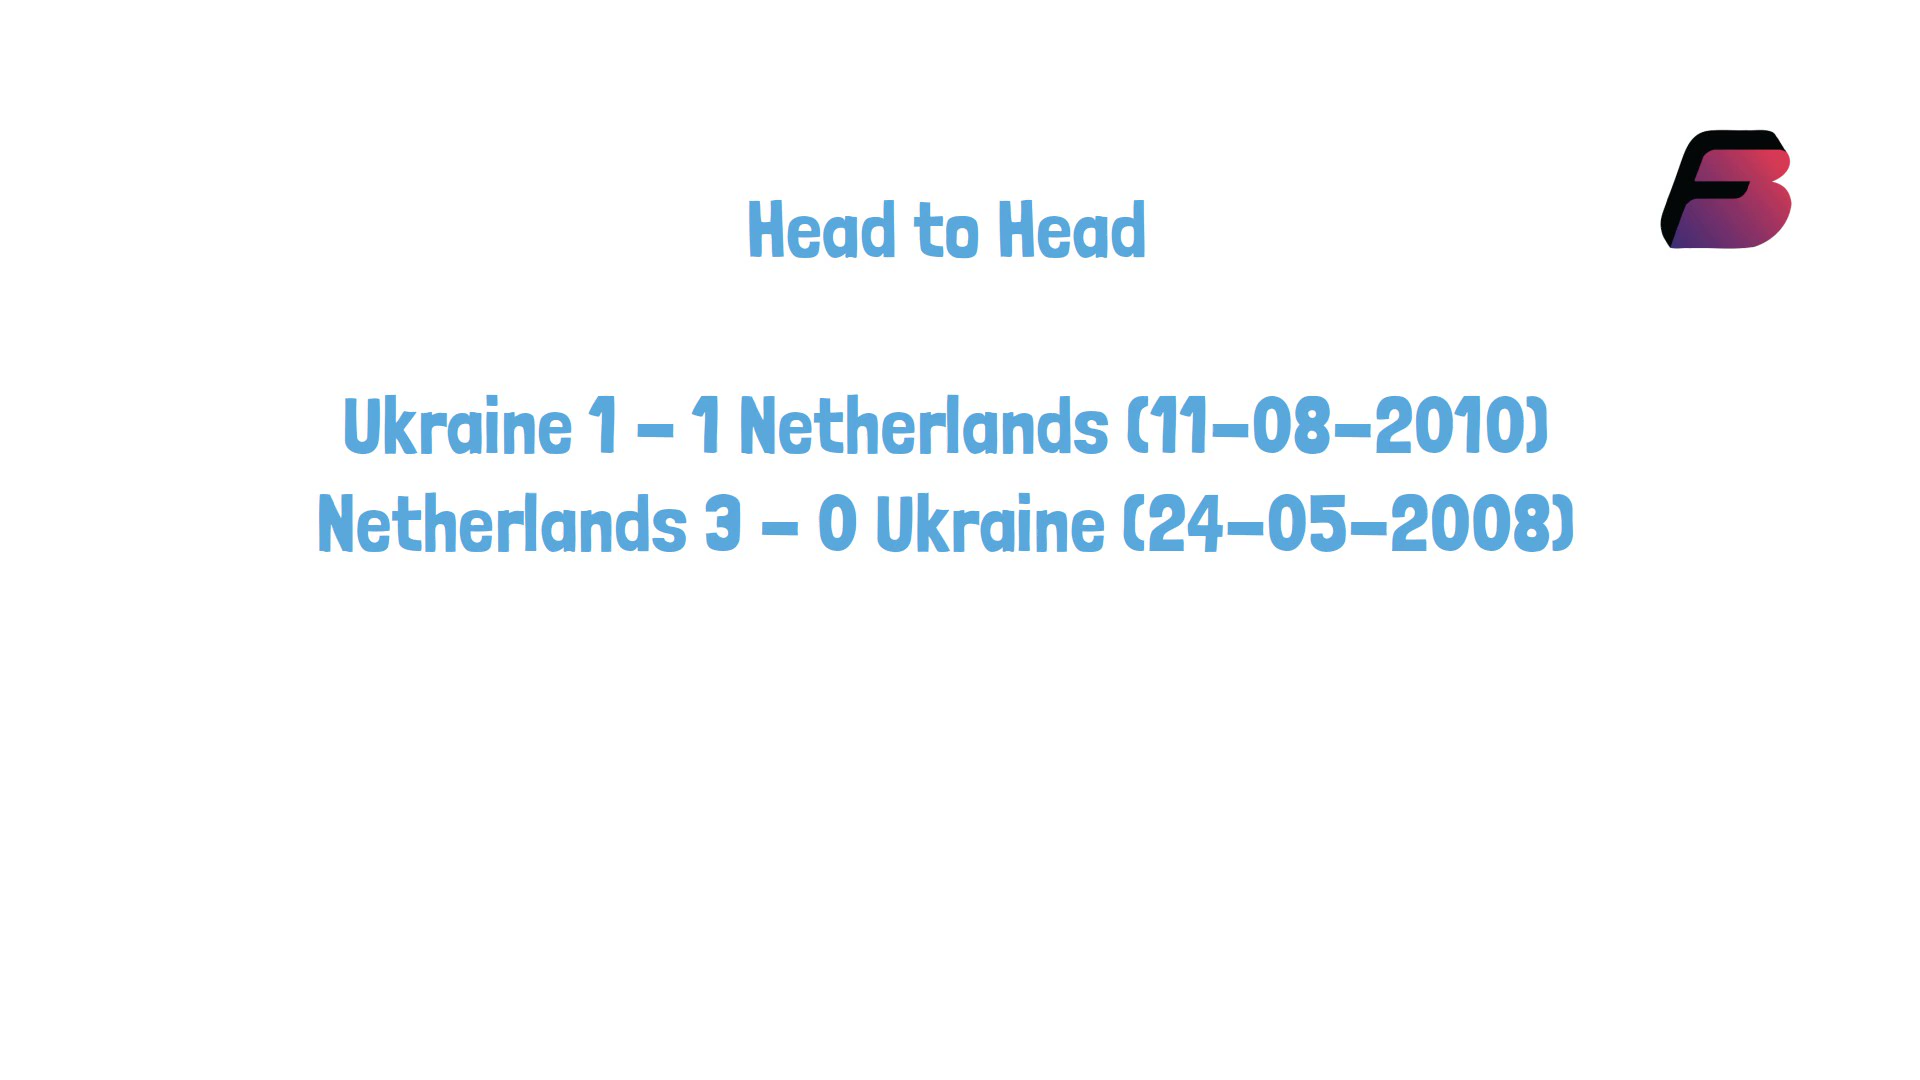 Head to Head
Ukraine 1 - 1 Netherlands (11-08-2010)
Netherlands 3 - 0 Ukraine (24-05-2008)